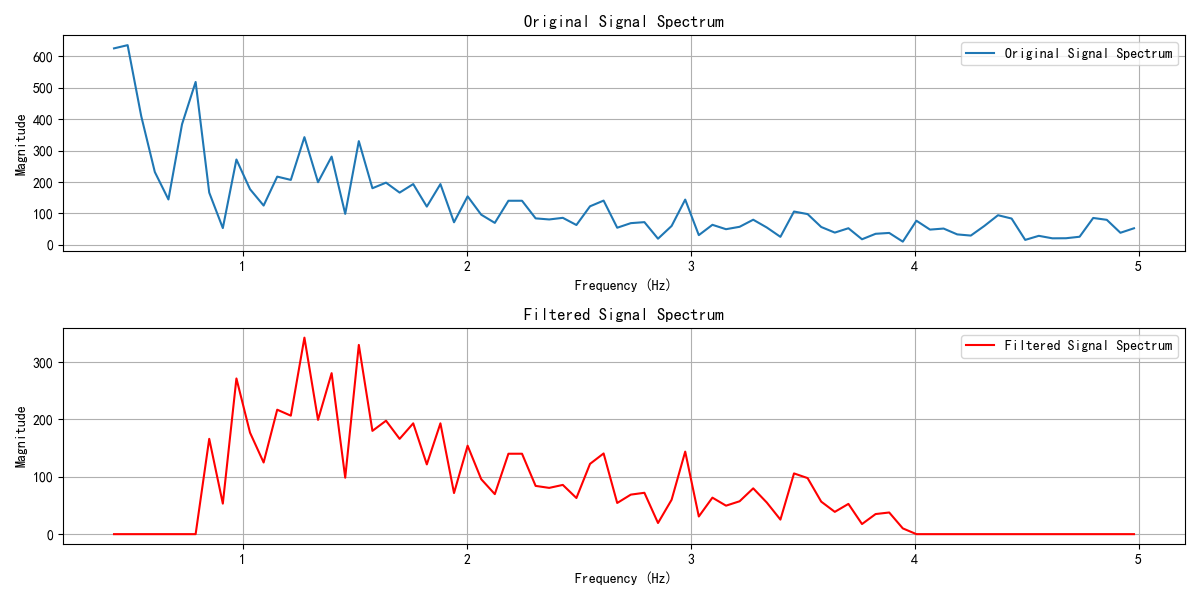 Original Signal Spectrum
Original Signal Spectrum
600
500
400
300
200
100
0
Magnitude
1 2 3 4 5
Frequency (Hz)
Filtered Signal Spectrum
Filtered Signal Spectrum
300
200
100
0
Magnitude
1 2 3 4 5
Frequency (Hz)